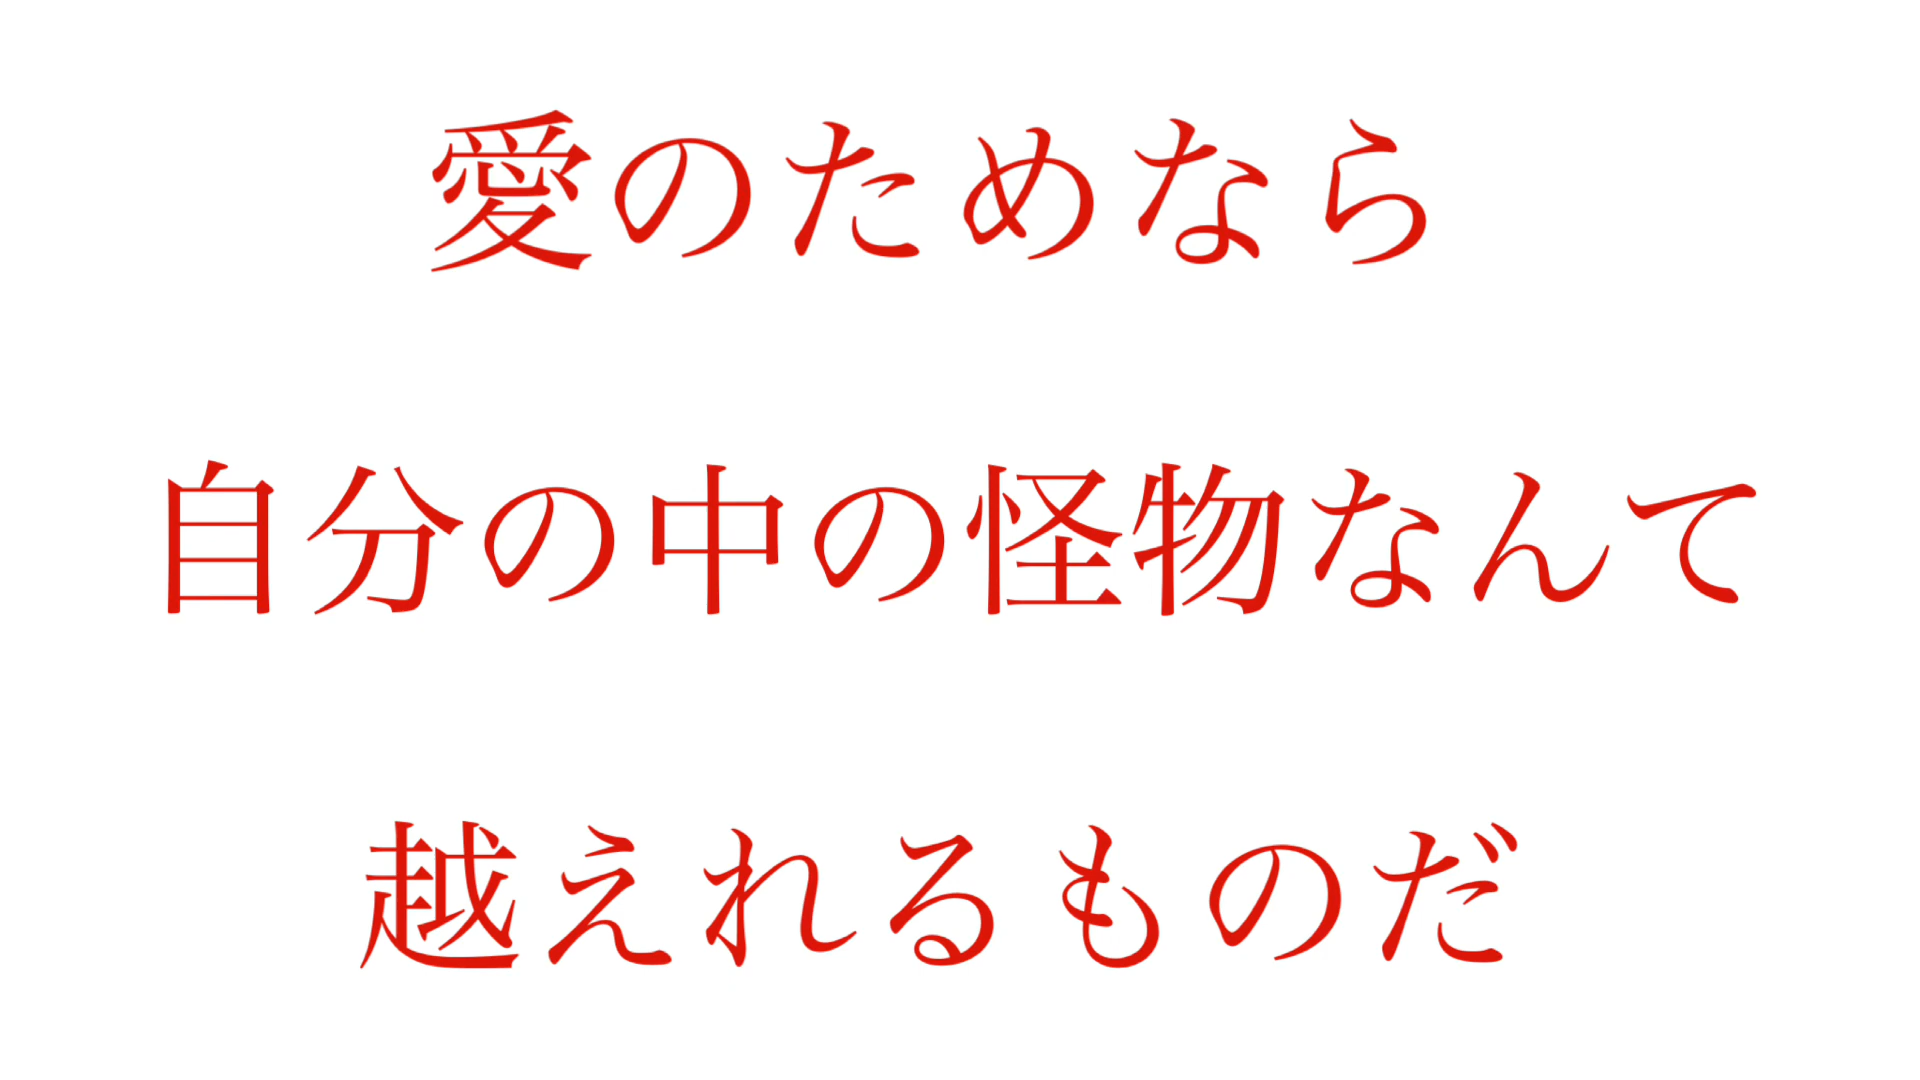 愛のためなら
自分の中の怪物なんて
越えれるものだ